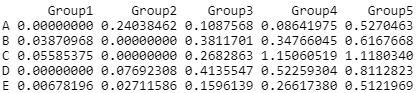 Group1 Group2 Group3 Group4 Group5
A 0.00000000 0.24038462 0.1087568 0.08641975 0.5270463
B 0.03870968 0.00000000 0.3811701 0.34766045 0.6167668
C 0.05585375 0.00000000 0.2682863 1.15060519 1.1180340
D 0.00000000 0.07692308 0.4135547 0.52259304 0.8112823
E 0.00678196 0.02711586 0.1596139 0.26617380 0.5121969